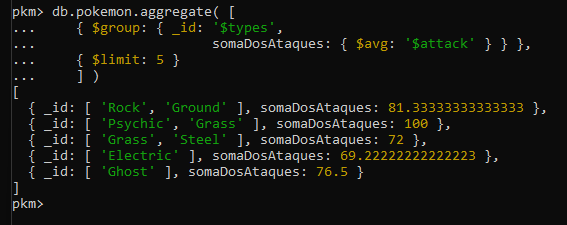 pkm> db.pokemon.aggregate( [
...     { $group: { _id: '$types',
...                 somaDosAtaques: { $avg: '$attack' } } },
...     { $limit: 5 }
...     ] )
[
  { _id: [ 'Rock', 'Ground' ], somaDosAtaques: 81.33333333333333 },
  { _id: [ 'Psychic', 'Grass' ], somaDosAtaques: 100 },
  { _id: [ 'Grass', 'Steel' ], somaDosAtaques: 72 },
  { _id: [ 'Electric' ], somaDosAtaques: 69.22222222222223 },
  { _id: [ 'Ghost' ], somaDosAtaques: 76.5 }
]
pkm>